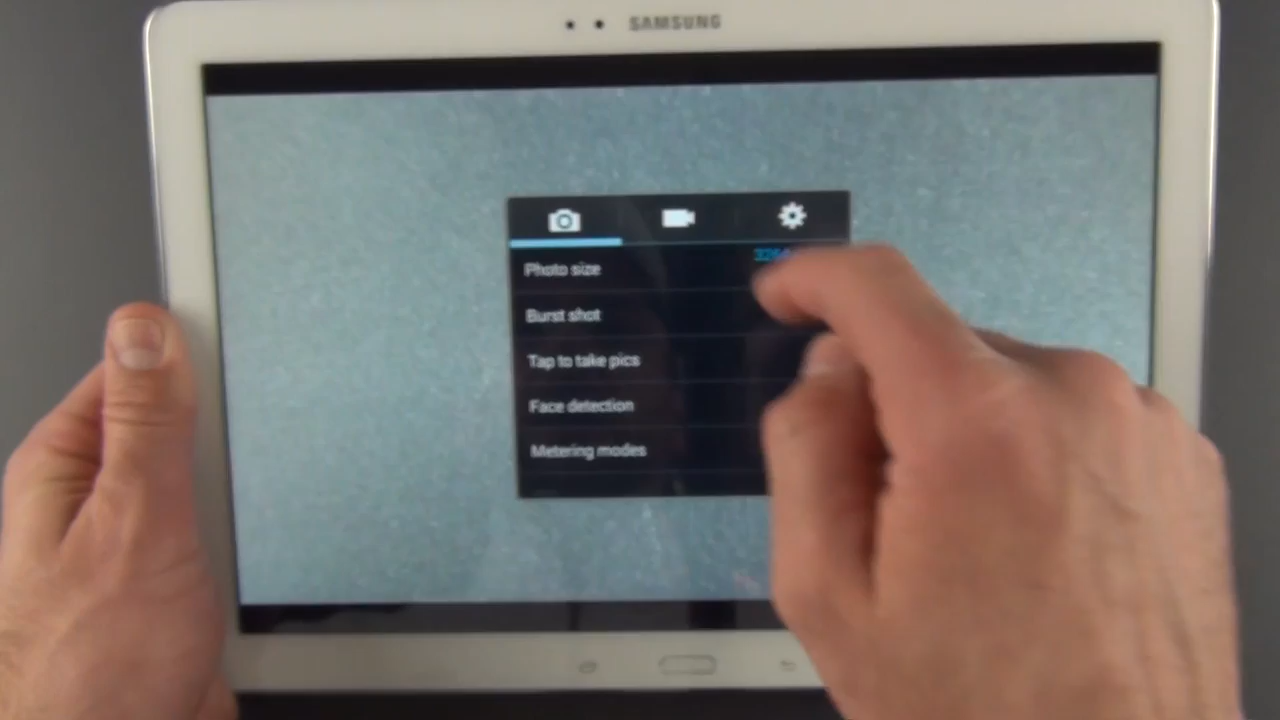 SAMSUNG
Photo size
Burst shot
Tap to take pics
Face detection
Metering modes